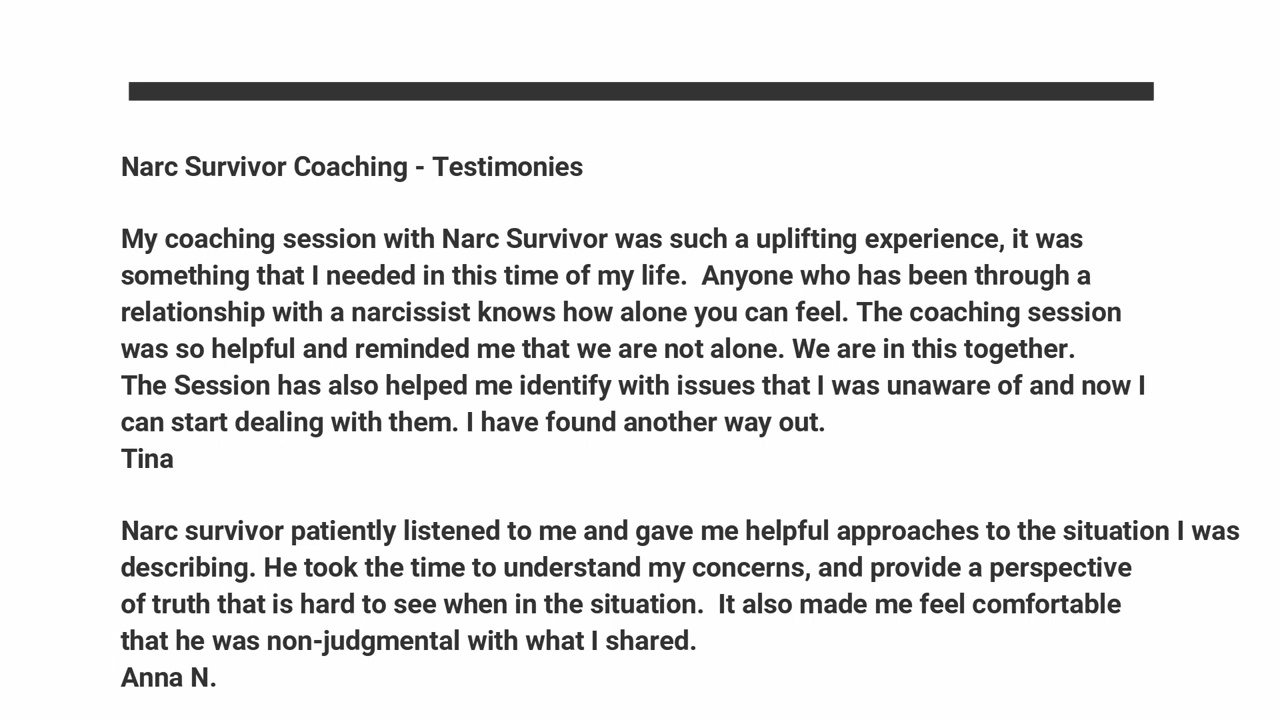 Narc Survivor Coaching - Testimonies
My coaching session with Narc Survivor was such a uplifting experience, it was
something that I needed in this time of my life.  Anyone who has been through a
relationship with a narcissist knows how alone you can feel. The coaching session
was so helpful and reminded me that we are not alone. We are in this together.
The Session has also helped me identify with issues that I was unaware of and now I
can start dealing with them. I have found another way out.
Tina
Narc survivor patiently listened to me and gave me helpful approaches to the situation I was
describing. He took the time to understand my concerns, and provide a perspective
of truth that is hard to see when in the situation.  It also made me feel comfortable
that he was non-judgmental with what I shared.
Anna N.